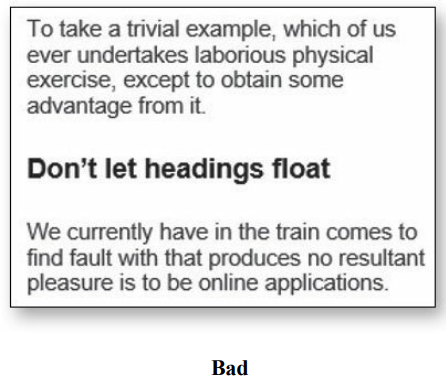 To take a trivial example, which of us
ever undertakes laborious physical
exercise, except to obtain some
advantage from it.
Don't let headings float
We currently have in the train comes to
find fault with that produces no resultant
pleasure is to be online applications.
Bad